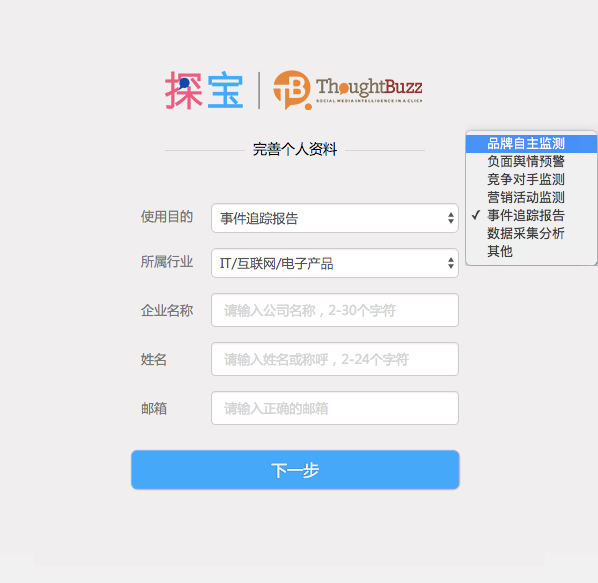 探宝
ThoughtBuzz
SOCIAL MEDIA INTELLIGENCE IN A CLICK
完善个人资料
使用目的
事件追踪报告
所属行业
IT/互联网/电子产品
企业名称
请输入公司名称，2-30个字符
姓名
请输入姓名或称呼，2-24个字符
邮箱
请输入正确的邮箱
下一步
品牌自主监测
负面舆情预警
竞争对手监测
营销活动监测
✓ 事件追踪报告
数据采集分析
其他